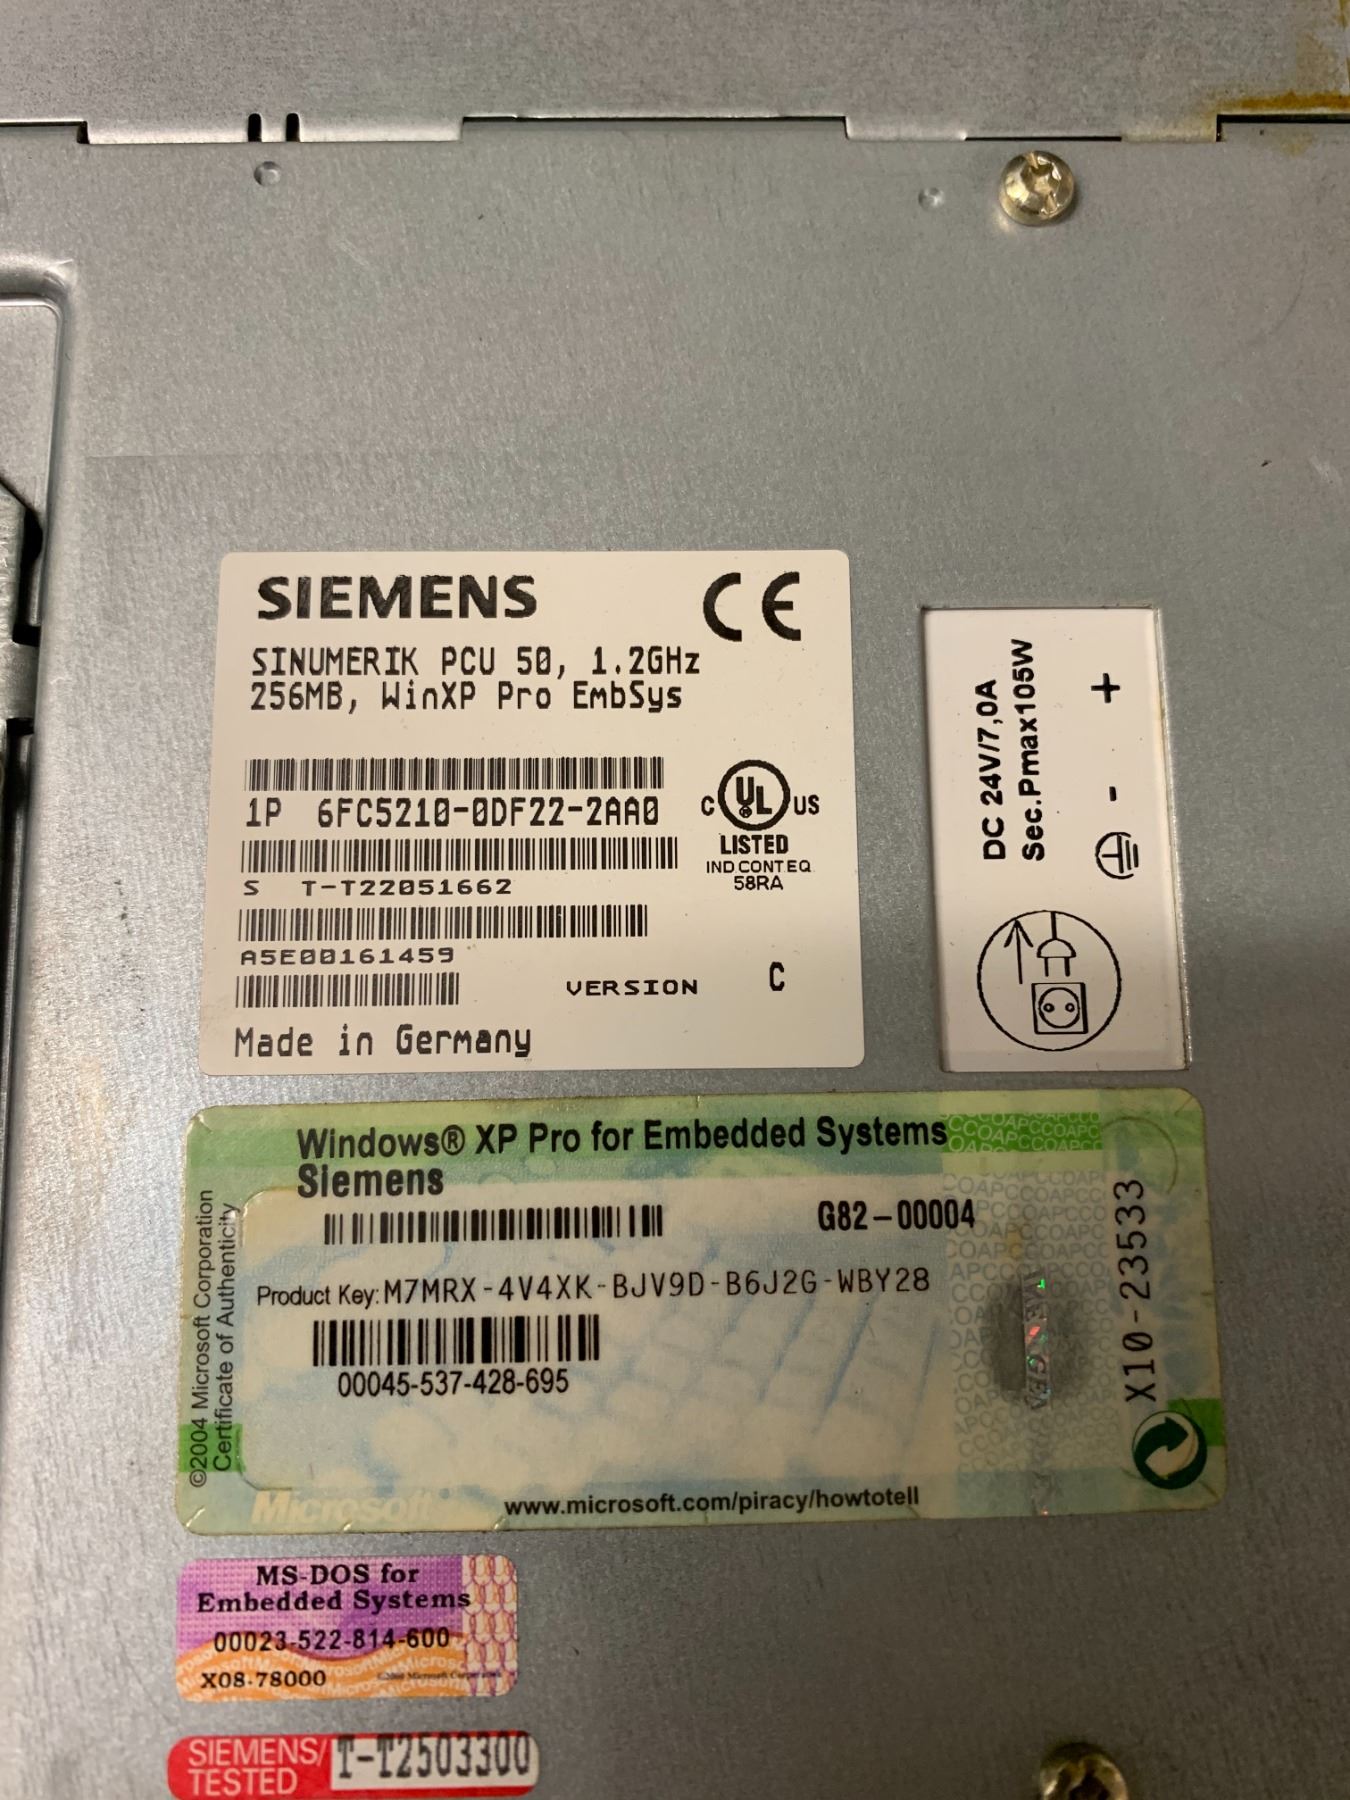 SIEMENS
CE
SINUMERIK PCU 50, 1.2GHz
256MB, WinXP Pro EmbSys
1P 6FC5210-0DF22-2AA0
C UL US
LISTED
IND.CONT.EQ
58RA
S T-T22051662
A5E00161459
VERSION C
Made in Germany
DC 24V/7,0A
Sec.Pmax105W
+
-
Windows® XP Pro for Embedded Systems
Siemens
G82-00004
Product Key: M7MRX-4V4XK-BJV9D-B6J2G-WBY28
00045-537-428-695
©2004 Microsoft Corporation
Certificate of Authenticity
X10-23533
Microsoft
www.microsoft.com/piracy/howtotell
MS-DOS for
Embedded Systems
00023-522-814-600
X08-78000
SIEMENS/
TESTED
T-T2503300